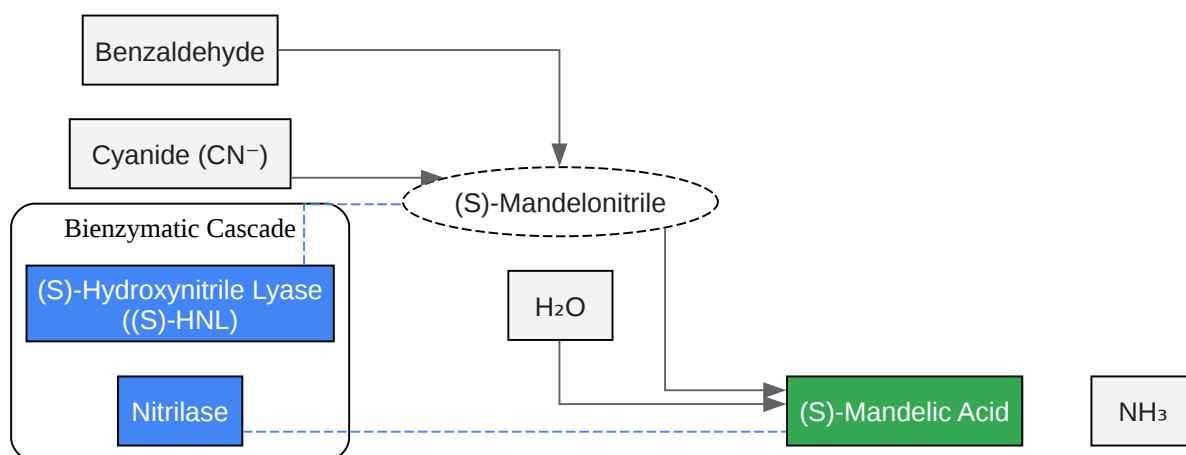 Benzaldehyde
Cyanide (CN⁻)
(S)-Mandelonitrile
Bienzymatic Cascade
(S)-Hydroxynitrile Lyase
((S)-HNL)
H₂O
Nitrilase
(S)-Mandelic Acid
NH₃